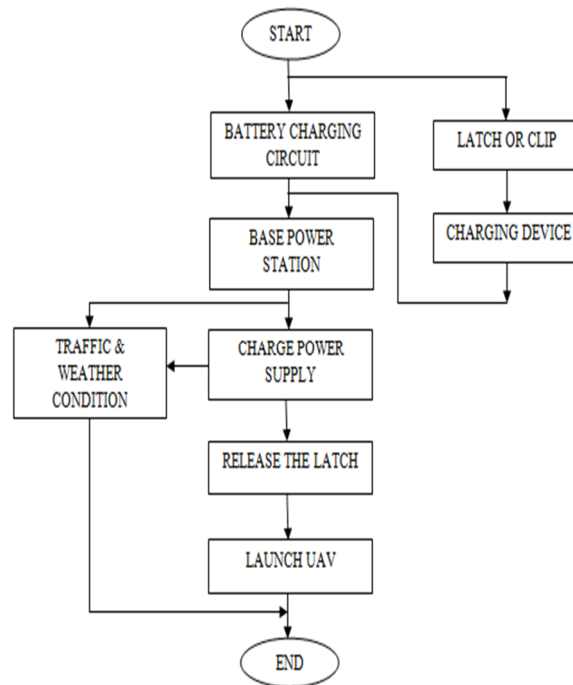 START
BATTERY CHARGING
CIRCUIT
LATCH OR CLIP
CHARGING DEVICE
BASE POWER
STATION
TRAFFIC &
WEATHER
CONDITION
CHARGE POWER
SUPPLY
RELEASE THE LATCH
LAUNCH UAV
END